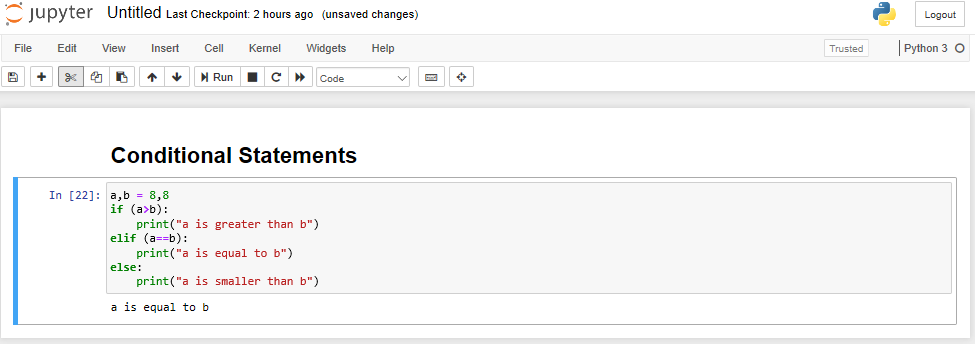 jupyter Untitled Last Checkpoint: 2 hours ago (unsaved changes) Logout
File Edit View Insert Cell Kernel Widgets Help Trusted Python 3
Run Code
Conditional Statements
In [22]: a,b = 8,8
if (a>b):
    print("a is greater than b")
elif (a==b):
    print("a is equal to b")
else:
    print("a is smaller than b")
a is equal to b